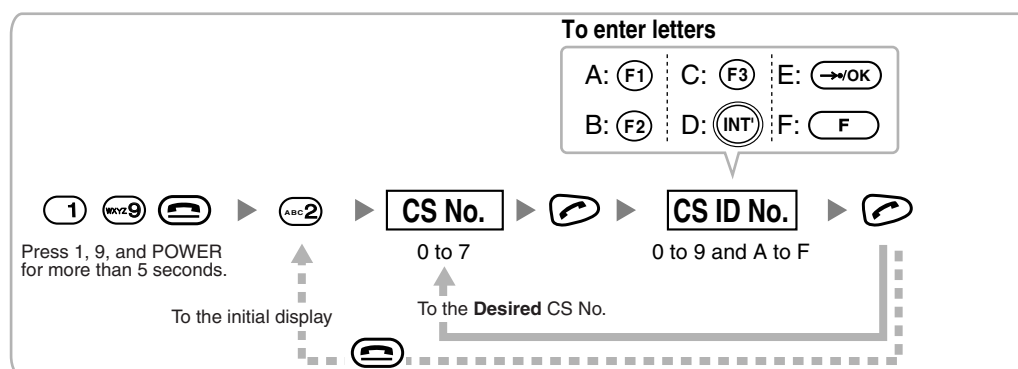 To enter letters
A: F1 C: F3 E: /OK
B: F2 D: INT' F: F
1 WXYZ9 ABC2 CS No. CS ID No.
Press 1, 9, and POWER
for more than 5 seconds.
0 to 7
0 to 9 and A to F
To the initial display
To the Desired CS No.